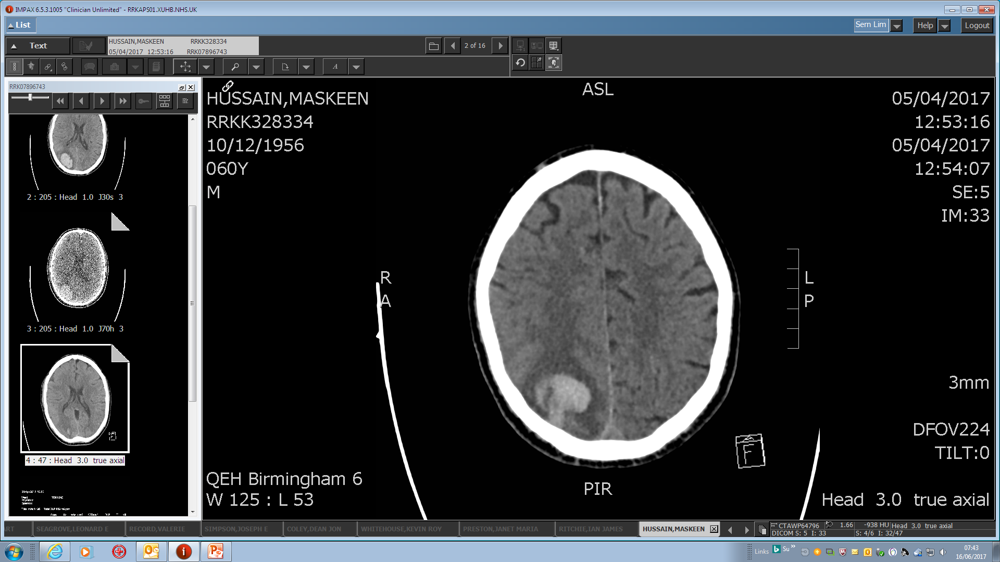 IMPAX 6.5.3.1005 "Clinician Unlimited" - RRKAPS01.XUHB.NHS.UK
List
Sern Lim
Help
Logout
Text
HUSSAIN,MASKEEN RRKK328334
05/04/2017 12:53:16 RRK07896743
2 of 16
A
RRK07896743
2 : 205 : Head 1.0 J30s 3
3 : 205 : Head 1.0 J70h 3
4 : 47 : Head 3.0 true axial
HUSSAIN,MASKEEN
RRKK328334
10/12/1956
060Y
M
ASL
05/04/2017
12:53:16
05/04/2017
12:54:07
SE:5
IM:33
R
A
L
P
3mm
DFOV224
TILT:0
F
PIR
QEH Birmingham 6
W 125 : L 53
Head 3.0 true axial
ART
SEAGROVE,LEONARD E
RECORD,VALERIE
SIMPSON,JOSEPH E
COLEY,DEAN JON
WHITEHOUSE,KEVIN ROY
PRESTON,JANET MARIA
RITCHIE,IAN JAMES
HUSSAIN,MASKEEN
CTAWP64796 1.66 -938 HU Head 3.0 true axial
DICOM S: 5 I: 33 S: 4/6 I: 32/47
Links
Su
07:43
16/06/2017